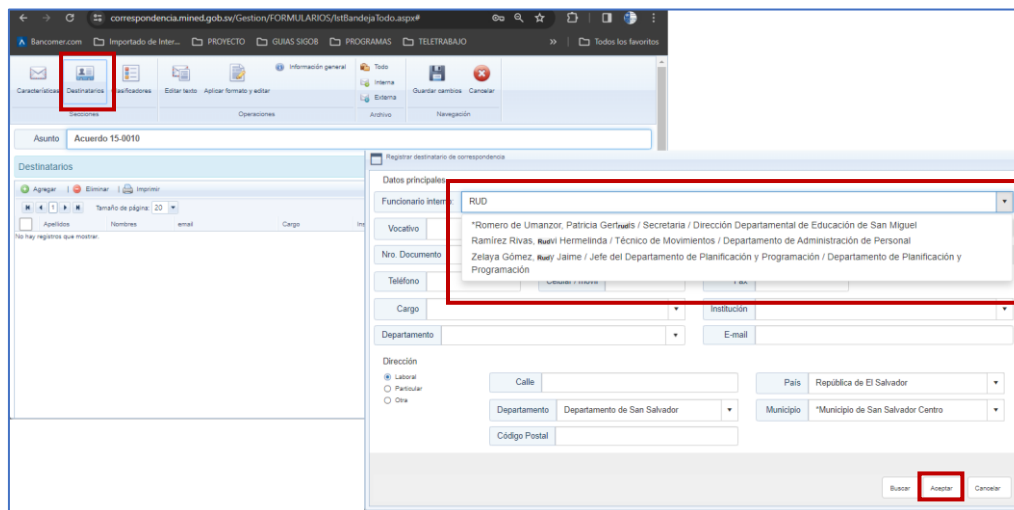 correspondencia.mined.gob.sv/Gestion/FORMULARIOS/lstBandejaTodo.aspx#
Bancomer.com Importado de Inter... PROYECTO GUIAS SIGOB PROGRAMAS TELETRABAJO » Todos los favoritos
Información general Todo
Interna
Externa
Características Destinatarios Clasificadores Editar texto Aplicar formato y editar Guardar cambios Cancelar
Secciones Operaciones Archivo Navegación
Asunto Acuerdo 15-0010
Destinatarios
Agregar | Eliminar | Imprimir
1 Tamaño de página: 20
Apellidos Nombres email Cargo
No hay registros que mostrar.
Registrar destinatario de correspondencia
Datos principales
Funcionario interno RUD
*Romero de Umanzor, Patricia Gertrudis / Secretaria / Dirección Departamental de Educación de San Miguel
Ramírez Rivas, Rudvi Hermelinda / Técnico de Movimientos / Departamento de Administración de Personal
Zelaya Gómez, Rudy Jaime / Jefe del Departamento de Planificación y Programación / Departamento de Planificación y
Programación
Vocativo
Nro. Documento
Teléfono Celular / móvil Fax
Cargo Institución
Departamento E-mail
Dirección
Laboral
Particular
Otra
Calle País República de El Salvador
Departamento Departamento de San Salvador Municipio *Municipio de San Salvador Centro
Código Postal
Buscar Aceptar Cancelar